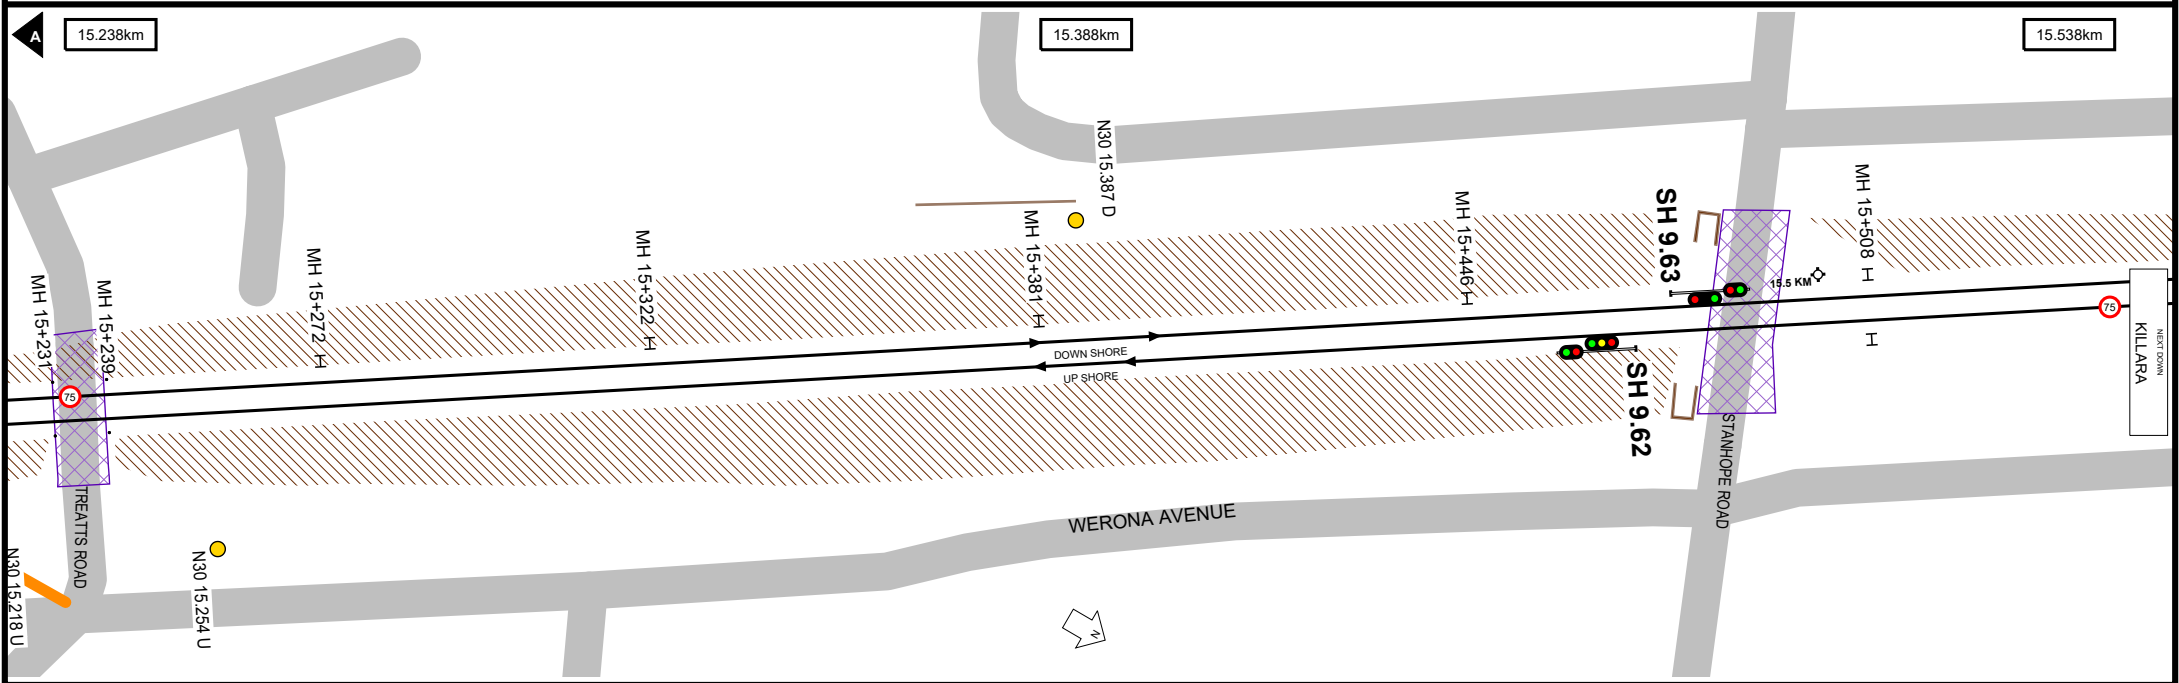 A
15.238km
15.388km
15.538km
N30 15.387 D
MH 15+231
MH 15+239
MH 15+272
MH 15+322
MH 15+381
MH 15+446
SH 9.63
MH 15+508
15.5 KM
75
75
DOWN SHORE
UP SHORE
SH 9.62
KILLARA
NEXT DOWN
TREATTS ROAD
STANHOPE ROAD
WERONA AVENUE
N30 15.218 U
N30 15.254 U
N